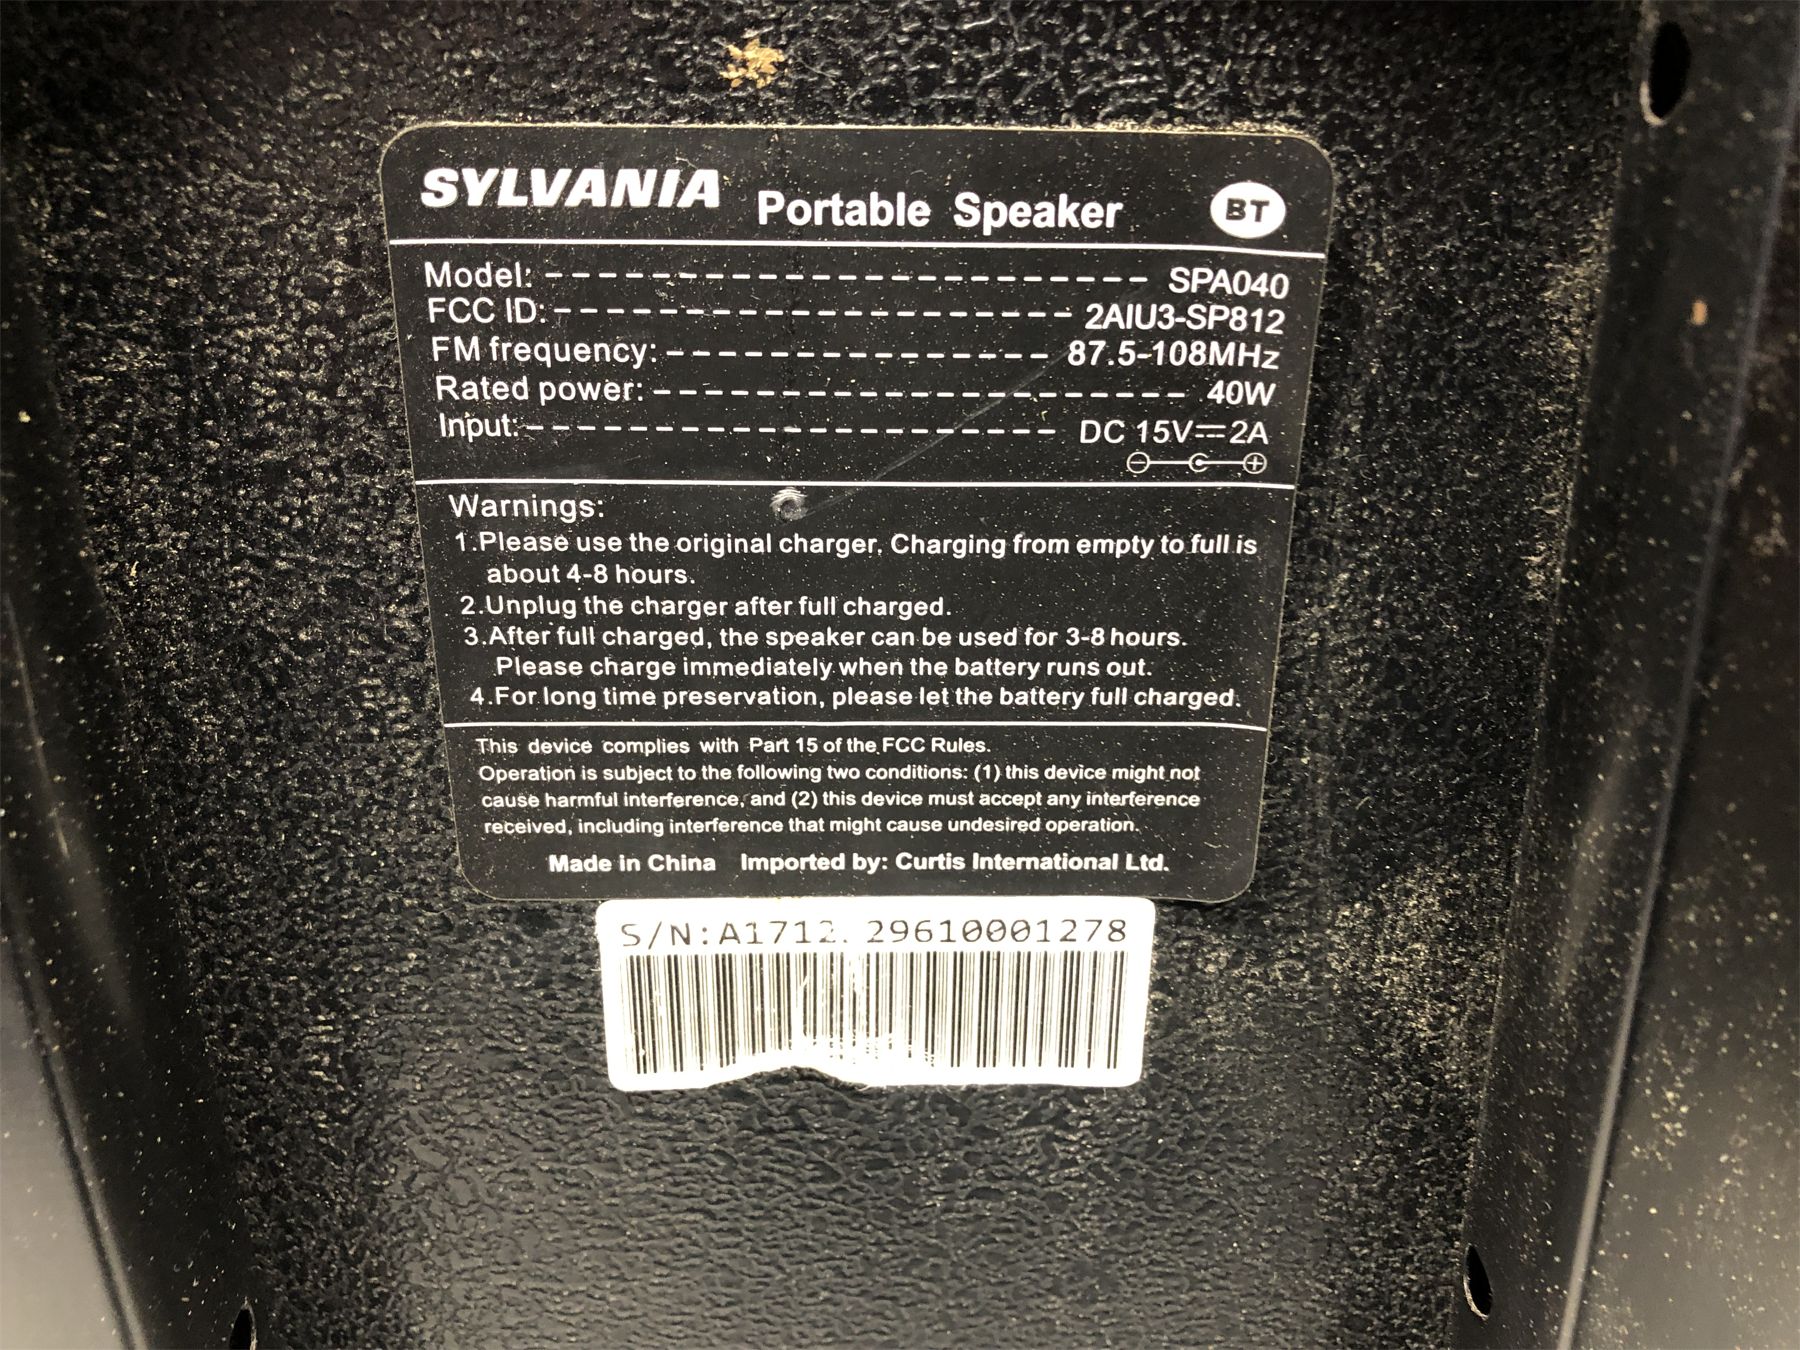 SYLVANIA Portable Speaker BT
Model: ----------------------- SPA040
FCC ID: --------------------- 2AIU3-SP812
FM frequency: --------------- 87.5-108MHz
Rated power: --------------------- 40W
Input: --------------------- DC 15V⎓2A
Warnings:
1.Please use the original charger. Charging from empty to full is
about 4-8 hours.
2.Unplug the charger after full charged.
3.After full charged, the speaker can be used for 3-8 hours.
Please charge immediately when the battery runs out.
4.For long time preservation, please let the battery full charged.
This device complies with Part 15 of the FCC Rules.
Operation is subject to the following two conditions: (1) this device might not
cause harmful interference, and (2) this device must accept any interference
received, including interference that might cause undesired operation.
Made in China Imported by: Curtis International Ltd.
S/N:A1712. 29610001278